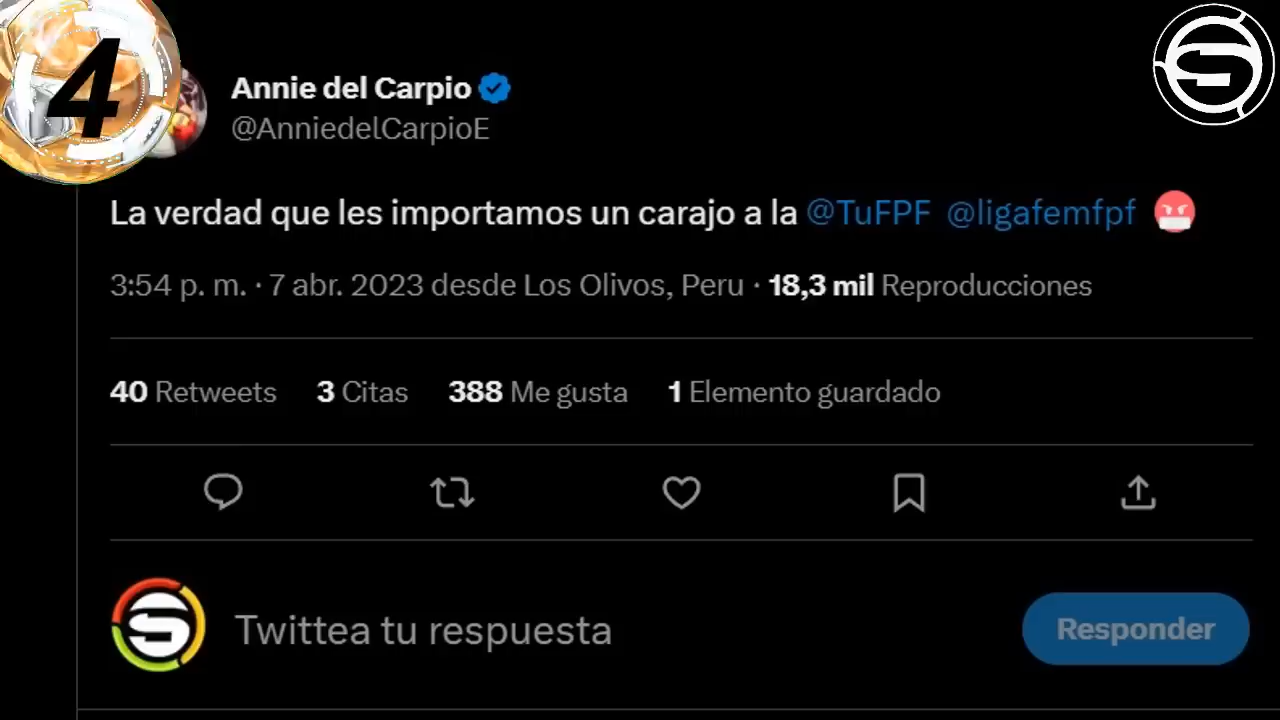 4
Annie del Carpio
@AnniedelCarpioE
La verdad que les importamos un carajo a la @TuFPF @ligafemfpf
3:54 p. m. · 7 abr. 2023 desde Los Olivos, Peru · 18,3 mil Reproducciones
40 Retweets 3 Citas 388 Me gusta 1 Elemento guardado
Twittea tu respuesta
Responder